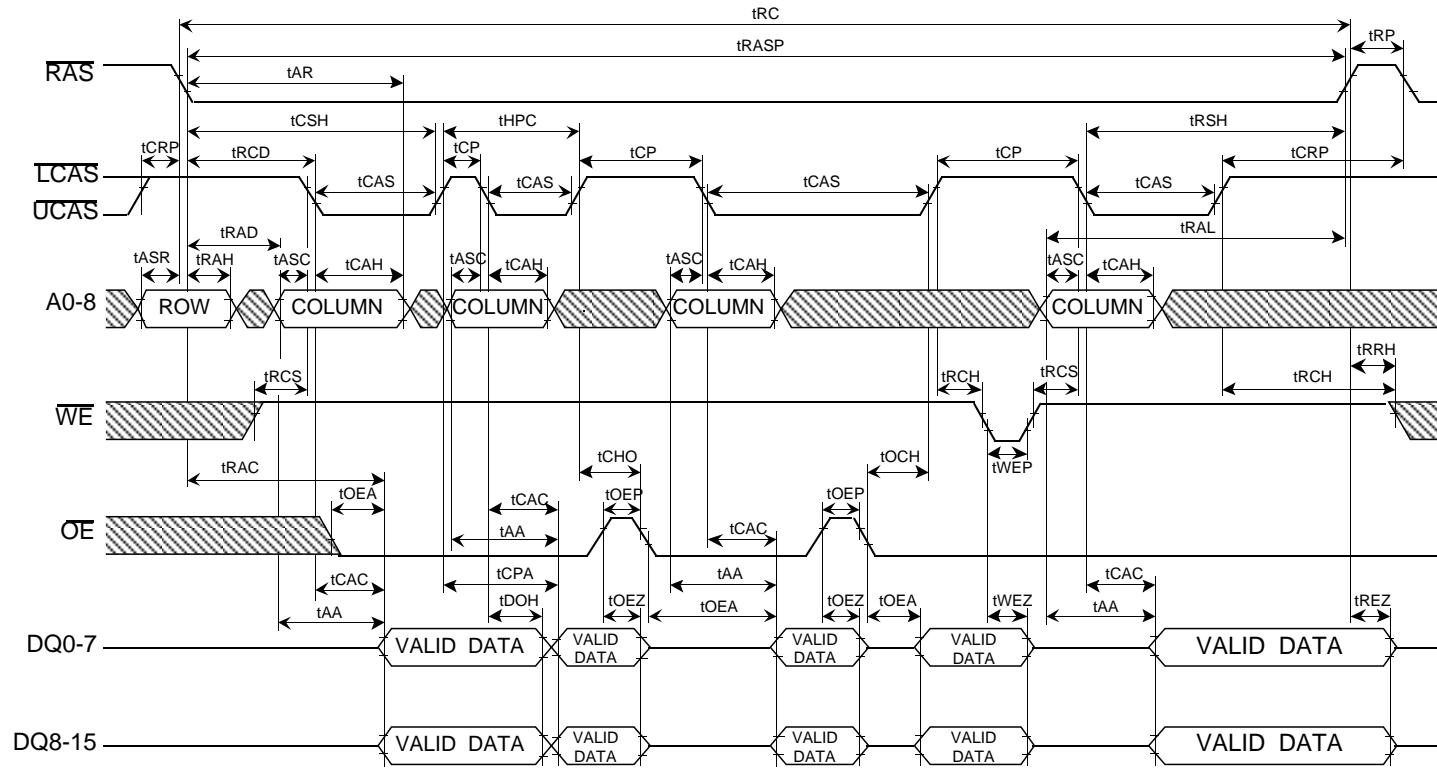 tRC
tRASP
tRP
RAS
tAR
tCSH
tHPC
tRSH
tCRP
tRCD
tCP
tCP
tCP
tCRP
LCAS
tCAS
tCAS
tCAS
tCAS
UCAS
tRAD
tRAL
tASR
tRAH
tASC
tCAH
tASC
tCAH
tASC
tCAH
tASC
tCAH
A0-8
ROW
COLUMN
COLUMN
COLUMN
COLUMN
tRCS
tRCH
tRCS
tRRH
tRCH
WE
tWEP
tRAC
tCHO
tOCH
tOEA
tCAC
tOEP
tOEP
OE
tAA
tCAC
tCAC
tCPA
tAA
tCAC
tAA
tDOH
tOEZ
tOEA
tOEZ
tOEA
tWEZ
tAA
tREZ
DQ0-7
VALID DATA
VALID DATA
VALID DATA
VALID DATA
VALID DATA
DQ8-15
VALID DATA
VALID DATA
VALID DATA
VALID DATA
VALID DATA